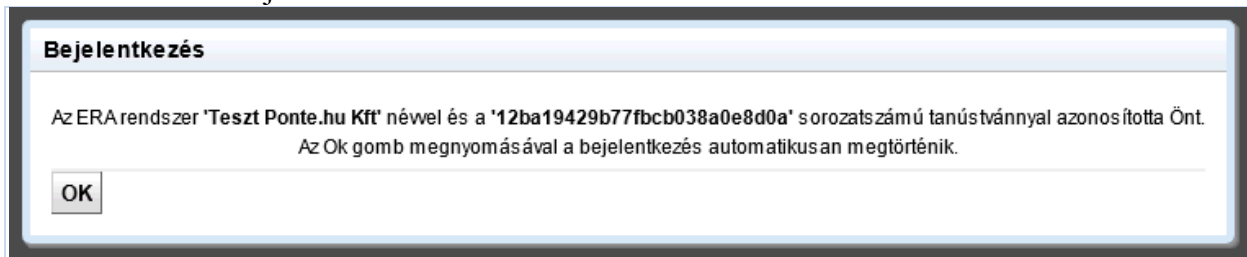 Bejelentkezés
Az ERA rendszer 'Teszt Ponte.hu Kft' névvel és a '12ba19429b77fbcb038a0e8d0a' sorozatszámú tanústvánnyal azonosította Önt.
Az Ok gomb megnyomásával a bejelentkezés automatikusan megtörténik.
OK